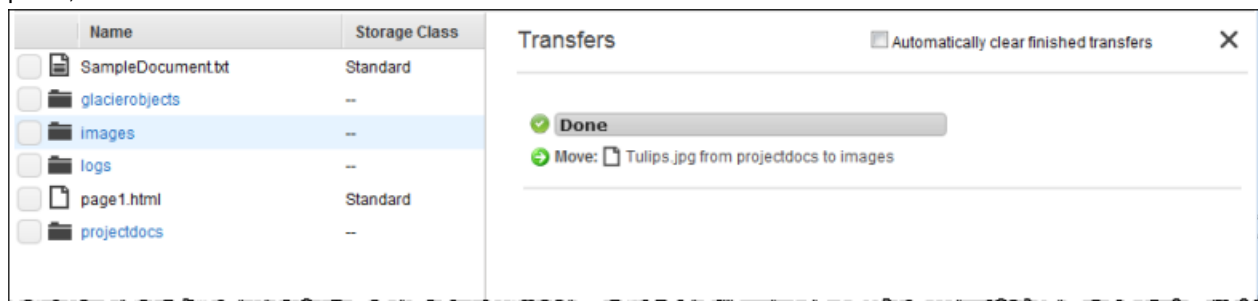 Name Storage Class
SampleDocument.txt Standard
glacierobjects --
images --
logs --
page1.html Standard
projectdocs --
Transfers Automatically clear finished transfers
Done
Move: Tulips.jpg from projectdocs to images